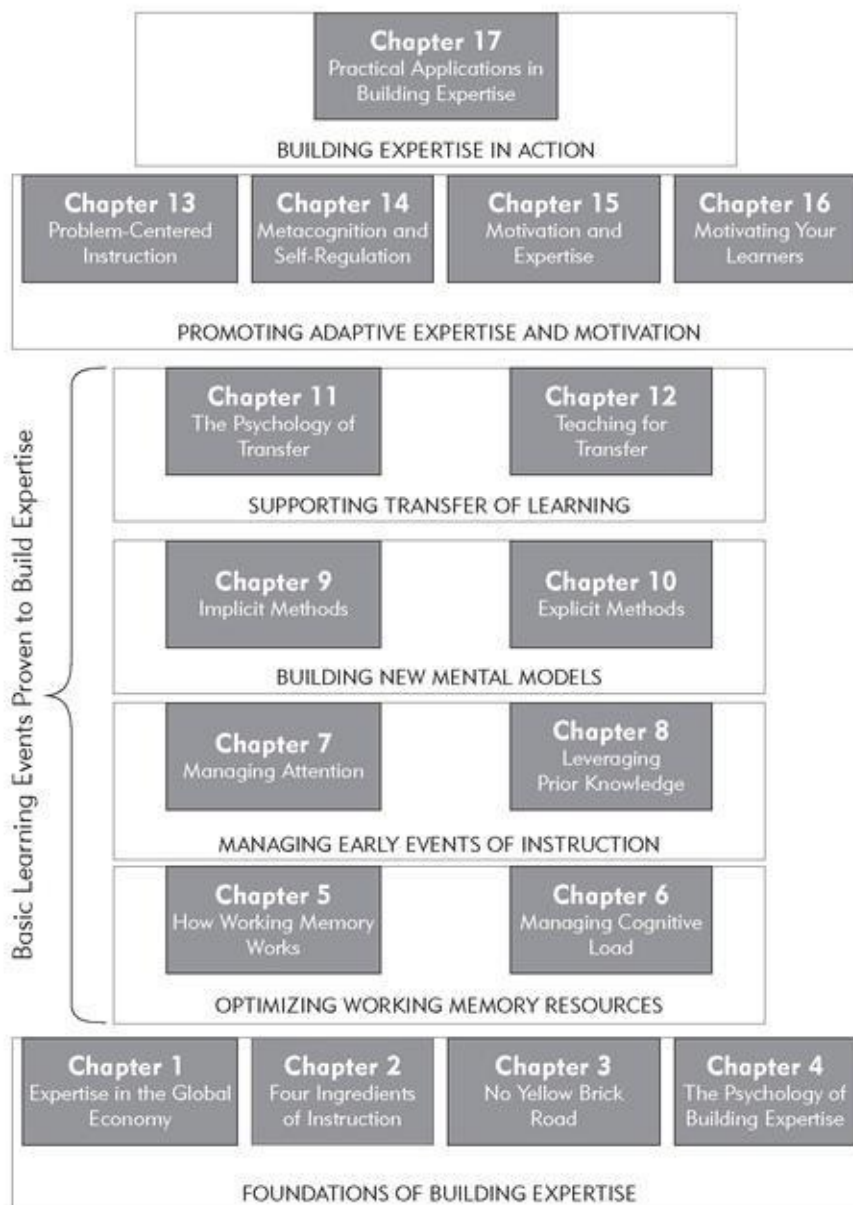 Chapter 17
Practical Applications in
Building Expertise
BUILDING EXPERTISE IN ACTION
Chapter 13
Problem-Centered
Instruction
Chapter 14
Metacognition and
Self-Regulation
Chapter 15
Motivation and
Expertise
Chapter 16
Motivating Your
Learners
PROMOTING ADAPTIVE EXPERTISE AND MOTIVATION
Basic Learning Events Proven to Build Expertise
Chapter 11
The Psychology of
Transfer
Chapter 12
Teaching for
Transfer
SUPPORTING TRANSFER OF LEARNING
Chapter 9
Implicit Methods
Chapter 10
Explicit Methods
BUILDING NEW MENTAL MODELS
Chapter 7
Managing Attention
Chapter 8
Leveraging
Prior Knowledge
MANAGING EARLY EVENTS OF INSTRUCTION
Chapter 5
How Working Memory
Works
Chapter 6
Managing Cognitive
Load
OPTIMIZING WORKING MEMORY RESOURCES
Chapter 1
Expertise in the Global
Economy
Chapter 2
Four Ingredients
of Instruction
Chapter 3
No Yellow Brick
Road
Chapter 4
The Psychology of
Building Expertise
FOUNDATIONS OF BUILDING EXPERTISE